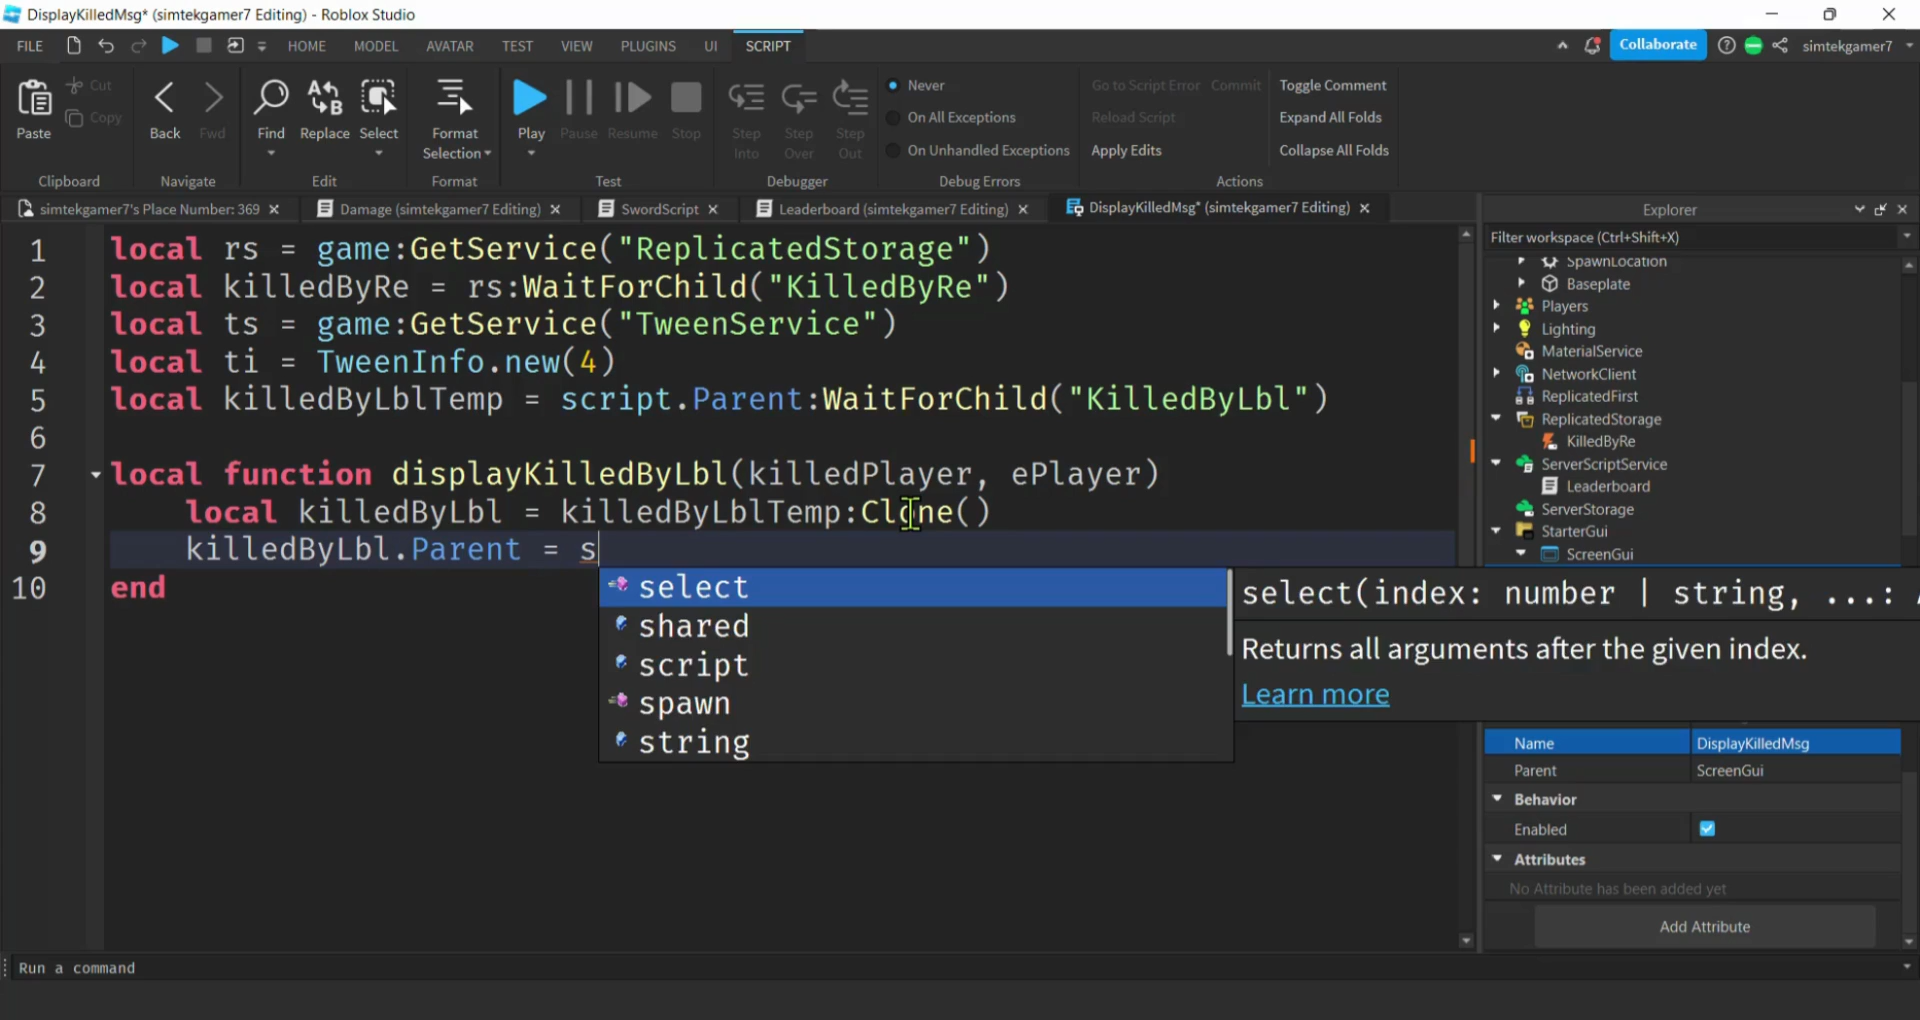 DisplayKilledMsg* (simtekgamer7 Editing) - Roblox Studio
FILE HOME MODEL AVATAR TEST VIEW PLUGINS UI SCRIPT Collaborate simtekgamer7
Paste
Cut
Copy
Clipboard
Back Fwd
Navigate
Find Replace Select
Edit
Format
Selection
Format
Play Pause Resume Stop
Test
Step Into Step Over Step Out
Debugger
Never
On All Exceptions
On Unhandled Exceptions
Debug Errors
Go to Script Error Commit
Reload Script
Apply Edits
Toggle Comment
Expand All Folds
Collapse All Folds
Actions
simtekgamer7's Place Number: 369 Damage (simtekgamer7 Editing) SwordScript Leaderboard (simtekgamer7 Editing) DisplayKilledMsg* (simtekgamer7 Editing)
1 local rs = game:GetService("ReplicatedStorage")
2 local killedByRe = rs:WaitForChild("KilledByRe")
3 local ts = game:GetService("TweenService")
4 local ti = TweenInfo.new(4)
5 local killedByLblTemp = script.Parent:WaitForChild("KilledByLbl")
6
7 local function displayKilledByLbl(killedPlayer, ePlayer)
8 local killedByLbl = killedByLblTemp:Clone()
9 killedByLbl.Parent = s
10 end
select
shared
script
spawn
string
select(index: number | string, ...:
Returns all arguments after the given index.
Learn more
Explorer
Filter workspace (Ctrl+Shift+X)
SpawnLocation
Baseplate
Players
Lighting
MaterialService
NetworkClient
ReplicatedFirst
ReplicatedStorage
KilledByRe
ServerScriptService
Leaderboard
ServerStorage
StarterGui
ScreenGui
Name DisplayKilledMsg
Parent ScreenGui
Behavior
Enabled
Attributes
No Attribute has been added yet
Add Attribute
Run a command